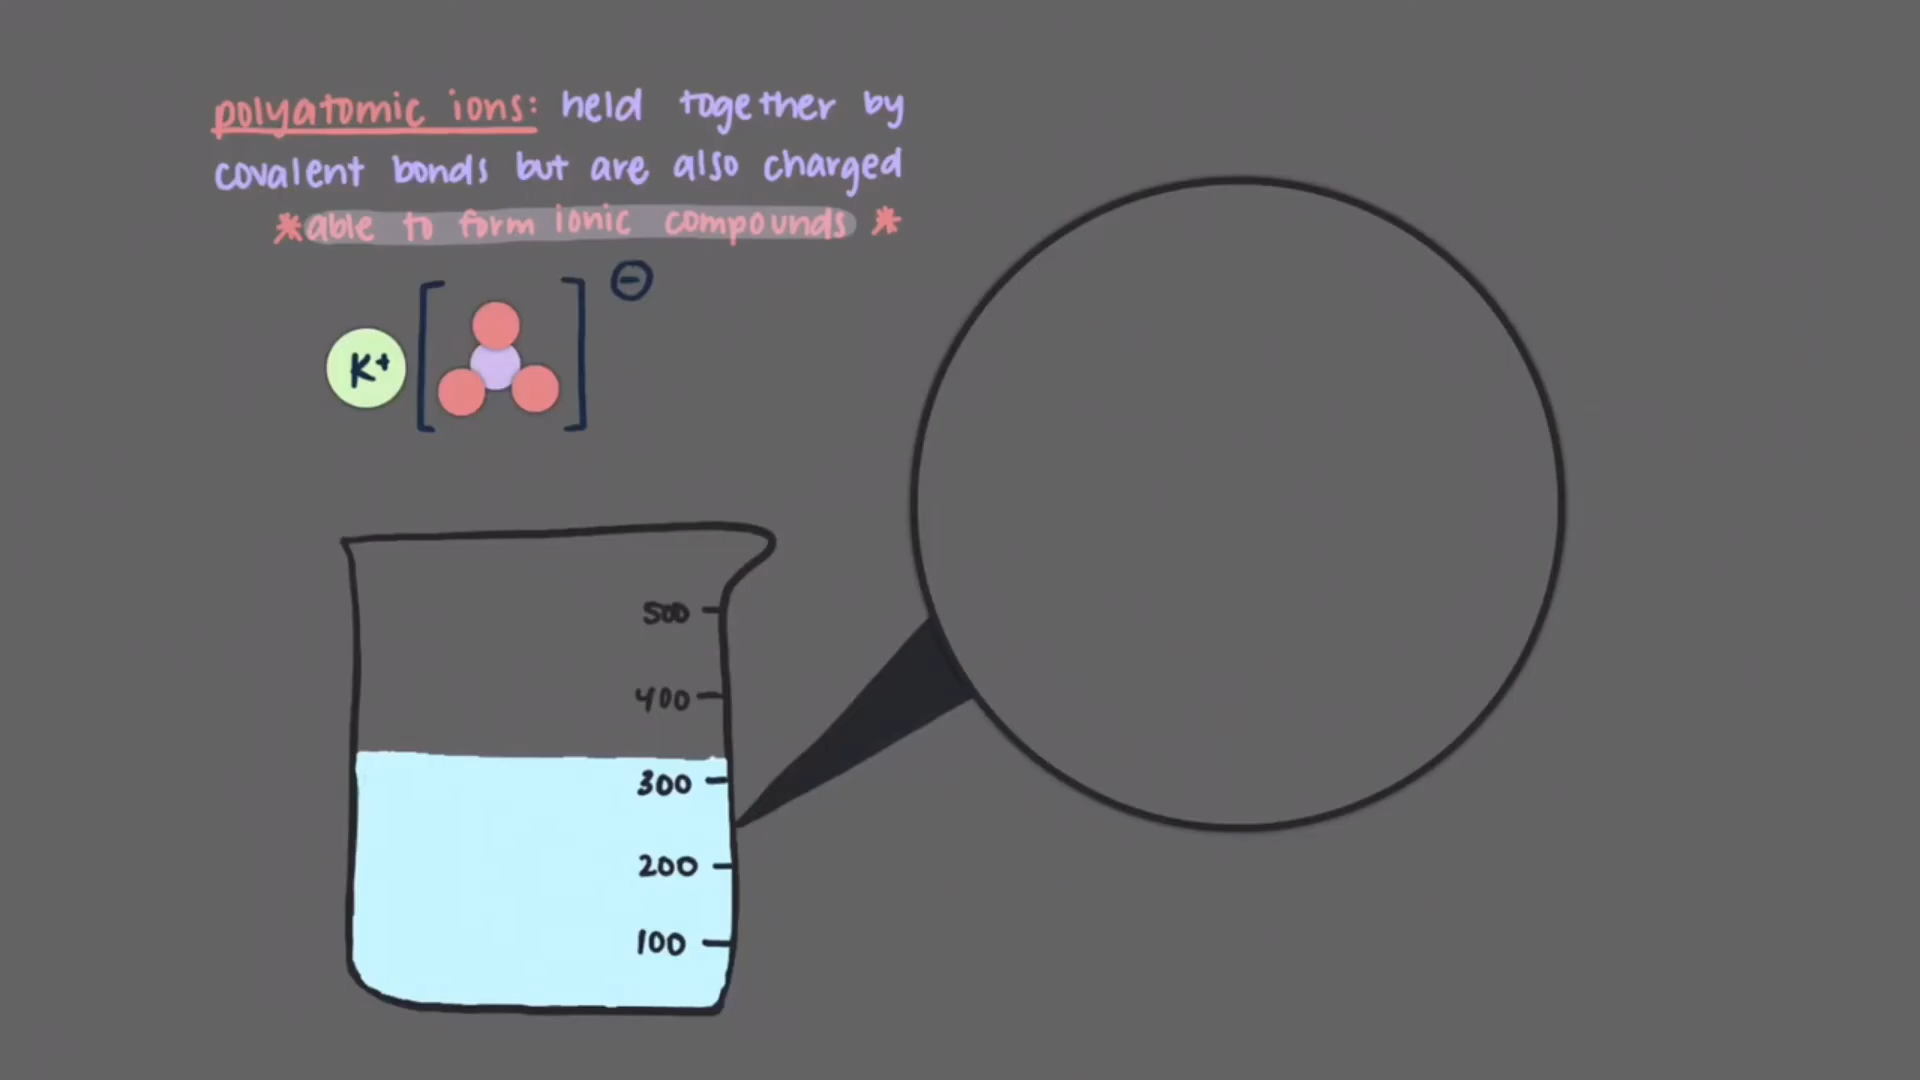 polyatomic ions: held together by
covalent bonds but are also charged
*able to form ionic compounds*
K+
500
400
300
200
100